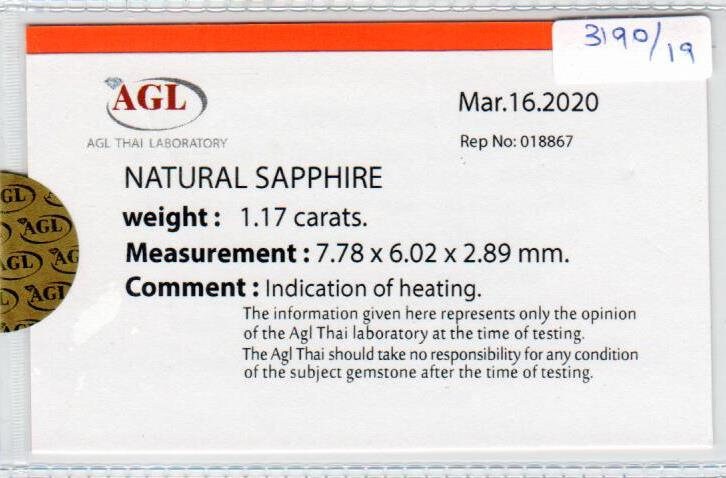 3190/19
AGL
AGL THAI LABORATORY
Mar.16.2020
Rep No: 018867
NATURAL SAPPHIRE
weight : 1.17 carats.
Measurement : 7.78 x 6.02 x 2.89 mm.
Comment : Indication of heating.
The information given here represents only the opinion
of the Agl Thai laboratory at the time of testing.
The Agl Thai should take no responsibility for any condition
of the subject gemstone after the time of testing.
GL
AGL
AGL
AG
AGL